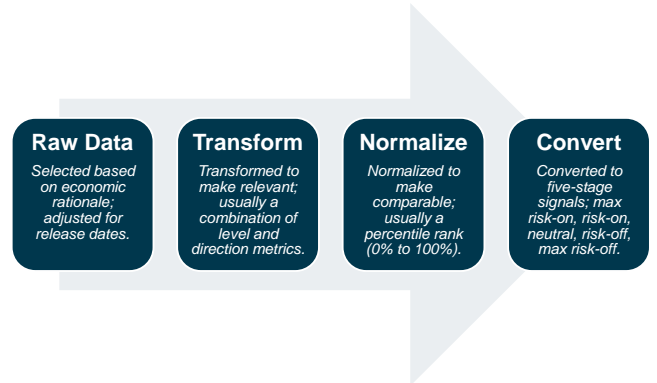 Raw Data
Selected based
on economic
rationale;
adjusted for
release dates.
Transform
Transformed to
make relevant;
usually a
combination of
level and
direction metrics.
Normalize
Normalized to
make
comparable;
usually a
percentile rank
(0% to 100%).
Convert
Converted to
five-stage
signals; max
risk-on, risk-on,
neutral, risk-off,
max risk-off.